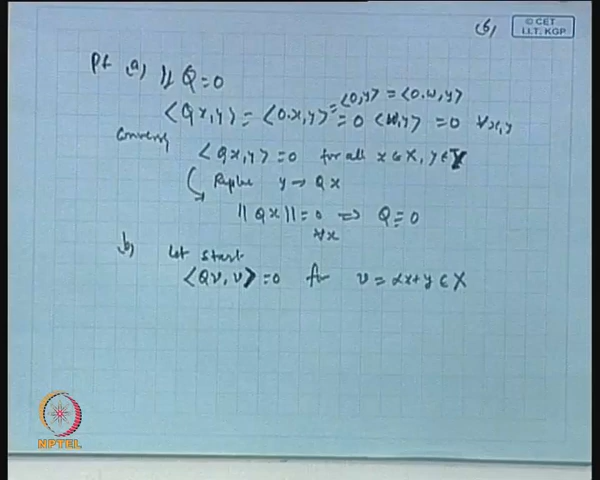 (6)
© CET
I.I.T. KGP
Pf (a) If Q = 0
= ⟨0, y⟩ = ⟨0.w, y⟩
⟨Qx, y⟩ = ⟨0.x, y⟩ = 0 ⟨w, y⟩ = 0 ∀x, y
Conversely
⟨Qx, y⟩ = 0 for all x ∈ X, y ∈ Y
Replace y → Qx
||Qx|| = 0 ⇒ Q = 0
∀x
b) Let start
⟨Qv, v⟩ = 0 for v = αx + y ∈ X
NPTEL